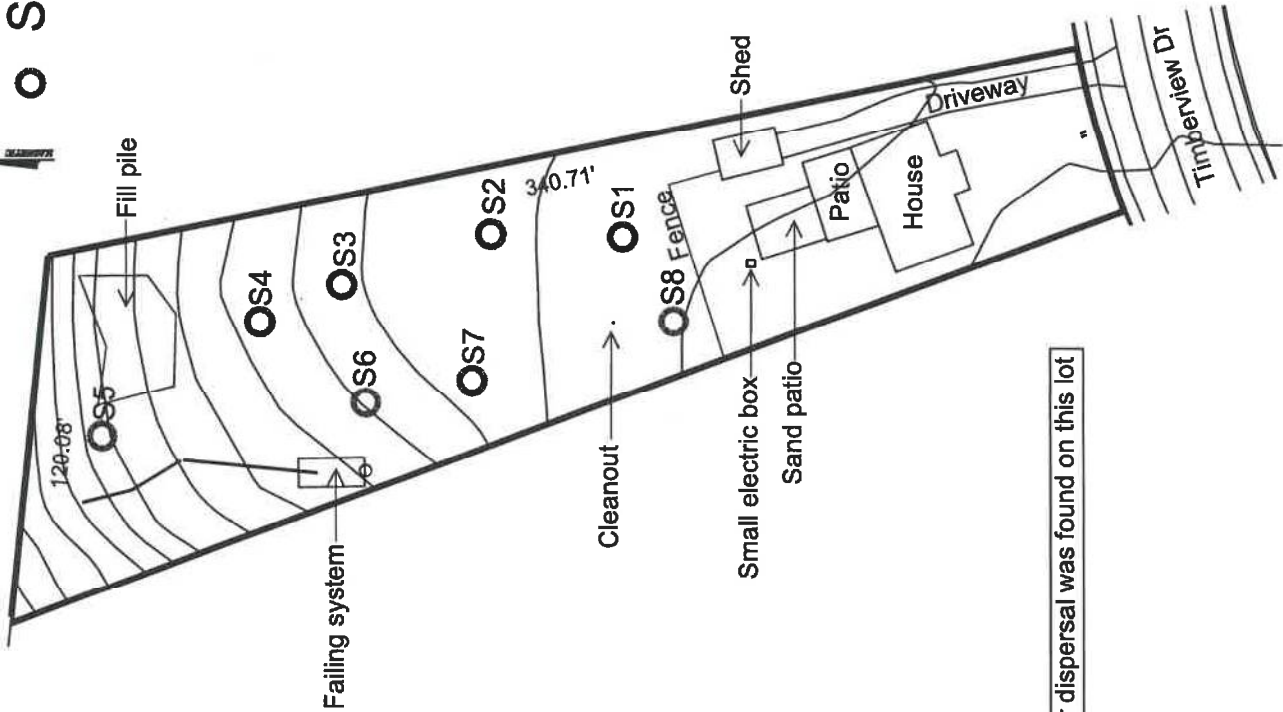 S
Fill pile
S5
120.08'
S4
S3
S2
340.71'
S6
S7
S1
S8
Fence
Shed
Driveway
Patio
House
Cleanout
Small electric box
Sand patio
Failing system
Timberview Dr
dispersal was found on this lot